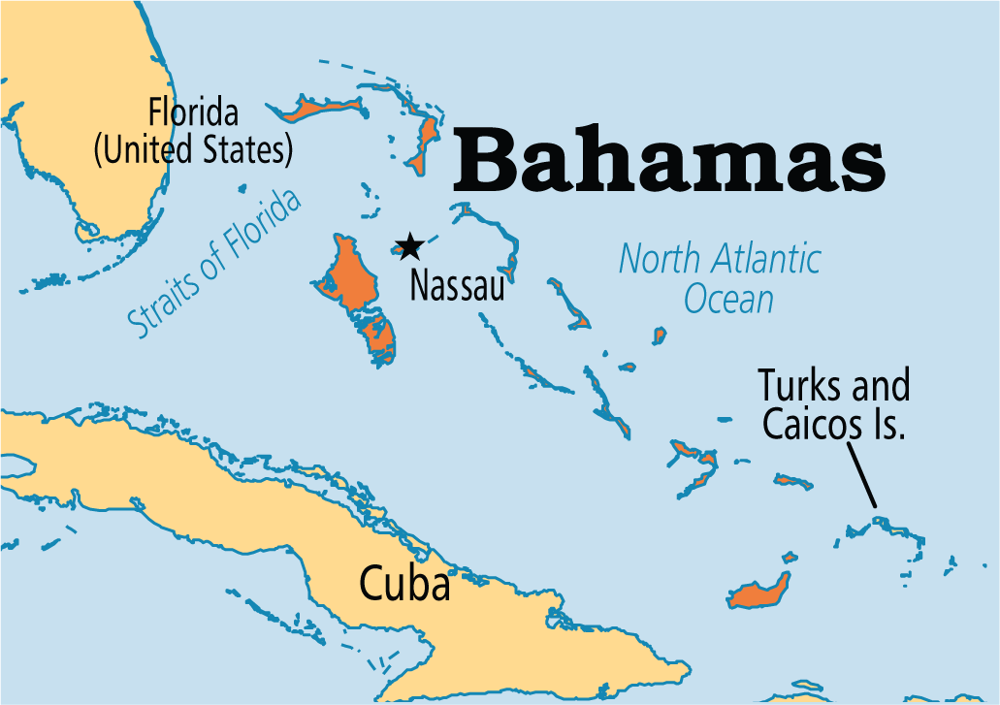 Florida
(United States)
Bahamas
Straits of Florida
North Atlantic
Ocean
Nassau
Turks and
Caicos Is.
Cuba